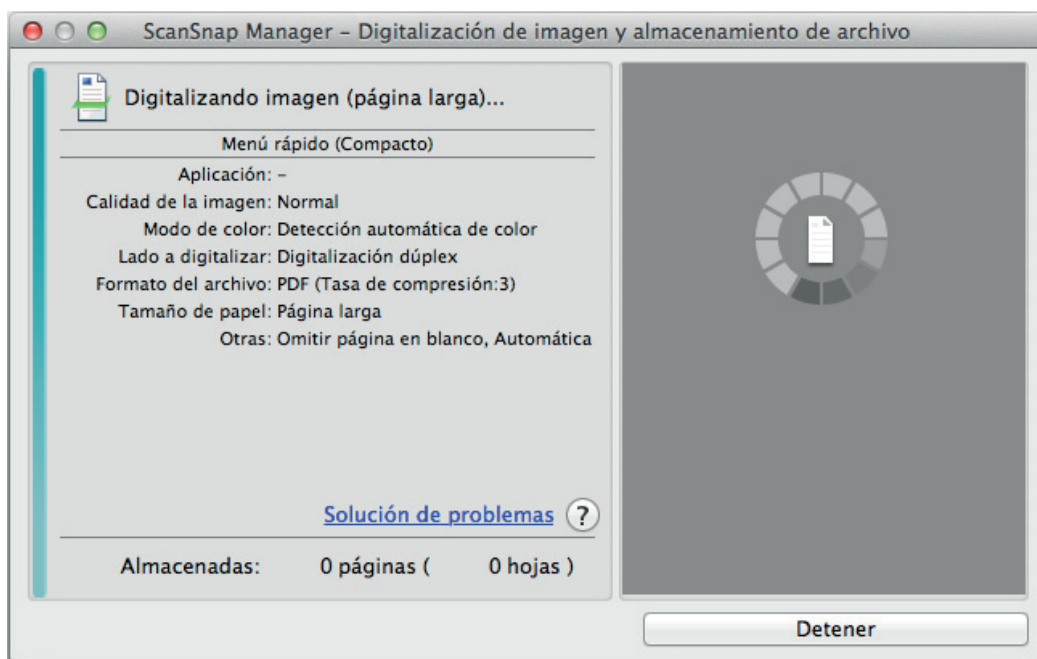 ScanSnap Manager – Digitalización de imagen y almacenamiento de archivo
Digitalizando imagen (página larga)...
Menú rápido (Compacto)
Aplicación: –
Calidad de la imagen: Normal
Modo de color: Detección automática de color
Lado a digitalizar: Digitalización dúplex
Formato del archivo: PDF (Tasa de compresión:3)
Tamaño de papel: Página larga
Otras: Omitir página en blanco, Automática
Solución de problemas ?
Almacenadas: 0 páginas ( 0 hojas )
Detener